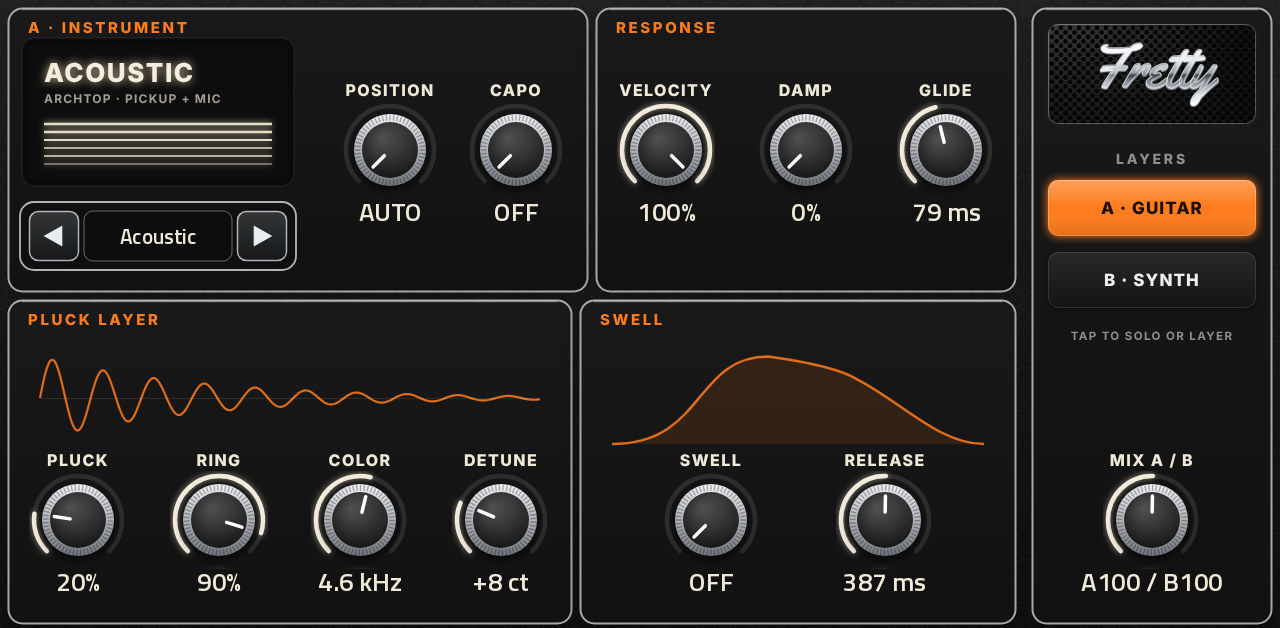 A · INSTRUMENT
ACOUSTIC
ARCHTOP · PICKUP + MIC
Acoustic
POSITION
AUTO
CAPO
OFF
RESPONSE
VELOCITY
100%
DAMP
0%
GLIDE
79 ms
Fretty
LAYERS
A · GUITAR
B · SYNTH
TAP TO SOLO OR LAYER
MIX A / B
A100 / B100
PLUCK LAYER
PLUCK
20%
RING
90%
COLOR
4.6 kHz
DETUNE
+8 ct
SWELL
SWELL
OFF
RELEASE
387 ms